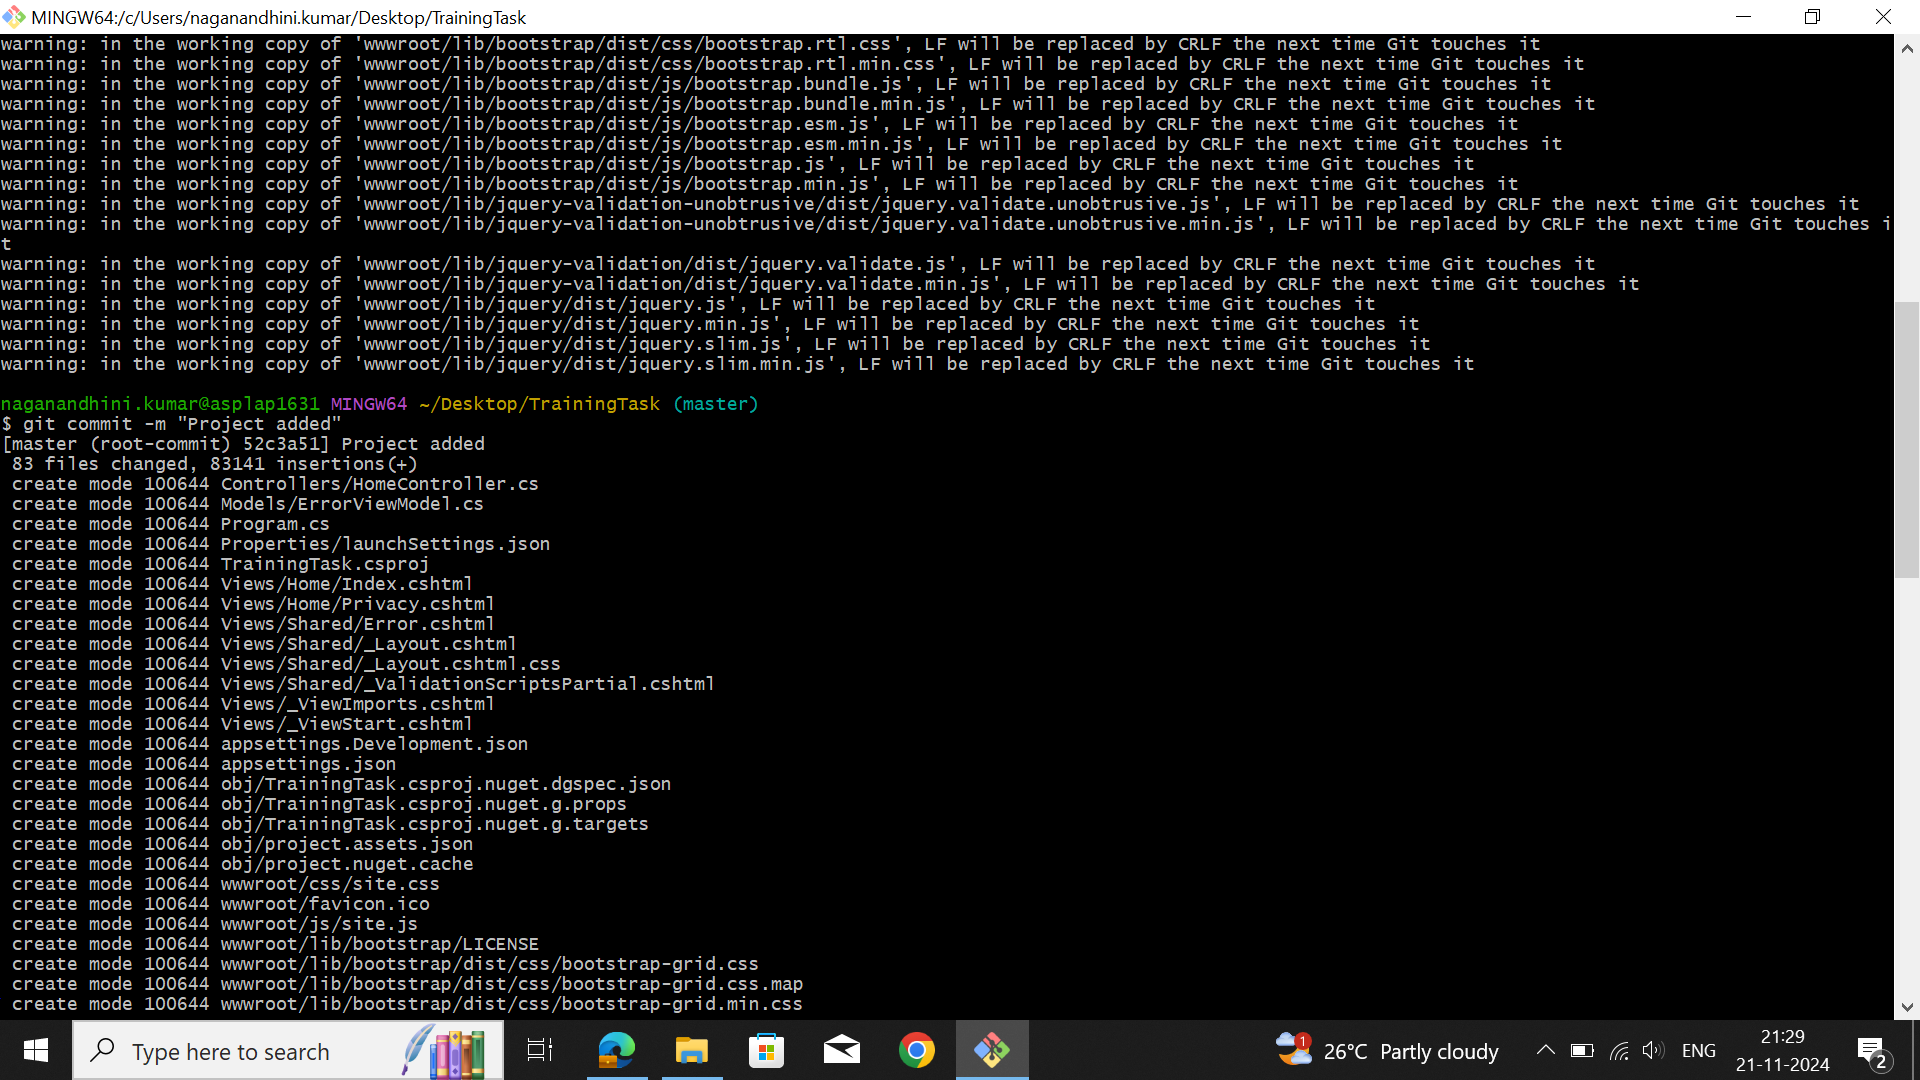 MINGW64:/c/Users/naganandhini.kumar/Desktop/TrainingTask
warning: in the working copy of 'wwwroot/lib/bootstrap/dist/css/bootstrap.rtl.css', LF will be replaced by CRLF the next time Git touches it
warning: in the working copy of 'wwwroot/lib/bootstrap/dist/css/bootstrap.rtl.min.css', LF will be replaced by CRLF the next time Git touches it
warning: in the working copy of 'wwwroot/lib/bootstrap/dist/js/bootstrap.bundle.js', LF will be replaced by CRLF the next time Git touches it
warning: in the working copy of 'wwwroot/lib/bootstrap/dist/js/bootstrap.bundle.min.js', LF will be replaced by CRLF the next time Git touches it
warning: in the working copy of 'wwwroot/lib/bootstrap/dist/js/bootstrap.esm.js', LF will be replaced by CRLF the next time Git touches it
warning: in the working copy of 'wwwroot/lib/bootstrap/dist/js/bootstrap.esm.min.js', LF will be replaced by CRLF the next time Git touches it
warning: in the working copy of 'wwwroot/lib/bootstrap/dist/js/bootstrap.js', LF will be replaced by CRLF the next time Git touches it
warning: in the working copy of 'wwwroot/lib/bootstrap/dist/js/bootstrap.min.js', LF will be replaced by CRLF the next time Git touches it
warning: in the working copy of 'wwwroot/lib/jquery-validation-unobtrusive/dist/jquery.validate.unobtrusive.js', LF will be replaced by CRLF the next time Git touches it
warning: in the working copy of 'wwwroot/lib/jquery-validation-unobtrusive/dist/jquery.validate.unobtrusive.min.js', LF will be replaced by CRLF the next time Git touches i
t
warning: in the working copy of 'wwwroot/lib/jquery-validation/dist/jquery.validate.js', LF will be replaced by CRLF the next time Git touches it
warning: in the working copy of 'wwwroot/lib/jquery-validation/dist/jquery.validate.min.js', LF will be replaced by CRLF the next time Git touches it
warning: in the working copy of 'wwwroot/lib/jquery/dist/jquery.js', LF will be replaced by CRLF the next time Git touches it
warning: in the working copy of 'wwwroot/lib/jquery/dist/jquery.min.js', LF will be replaced by CRLF the next time Git touches it
warning: in the working copy of 'wwwroot/lib/jquery/dist/jquery.slim.js', LF will be replaced by CRLF the next time Git touches it
warning: in the working copy of 'wwwroot/lib/jquery/dist/jquery.slim.min.js', LF will be replaced by CRLF the next time Git touches it
naganandhini.kumar@asplap1631 MINGW64 ~/Desktop/TrainingTask (master)
$ git commit -m "Project added"
[master (root-commit) 52c3a51] Project added
83 files changed, 83141 insertions(+)
create mode 100644 Controllers/HomeController.cs
create mode 100644 Models/ErrorViewModel.cs
create mode 100644 Program.cs
create mode 100644 Properties/launchSettings.json
create mode 100644 TrainingTask.csproj
create mode 100644 Views/Home/Index.cshtml
create mode 100644 Views/Home/Privacy.cshtml
create mode 100644 Views/Shared/Error.cshtml
create mode 100644 Views/Shared/_Layout.cshtml
create mode 100644 Views/Shared/_Layout.cshtml.css
create mode 100644 Views/Shared/_ValidationScriptsPartial.cshtml
create mode 100644 Views/_ViewImports.cshtml
create mode 100644 Views/_ViewStart.cshtml
create mode 100644 appsettings.Development.json
create mode 100644 appsettings.json
create mode 100644 obj/TrainingTask.csproj.nuget.dgspec.json
create mode 100644 obj/TrainingTask.csproj.nuget.g.props
create mode 100644 obj/TrainingTask.csproj.nuget.g.targets
create mode 100644 obj/project.assets.json
create mode 100644 obj/project.nuget.cache
create mode 100644 wwwroot/css/site.css
create mode 100644 wwwroot/favicon.ico
create mode 100644 wwwroot/js/site.js
create mode 100644 wwwroot/lib/bootstrap/LICENSE
create mode 100644 wwwroot/lib/bootstrap/dist/css/bootstrap-grid.css
create mode 100644 wwwroot/lib/bootstrap/dist/css/bootstrap-grid.css.map
create mode 100644 wwwroot/lib/bootstrap/dist/css/bootstrap-grid.min.css
Type here to search
1
26°C Partly cloudy
ENG
21:29
21-11-2024
2